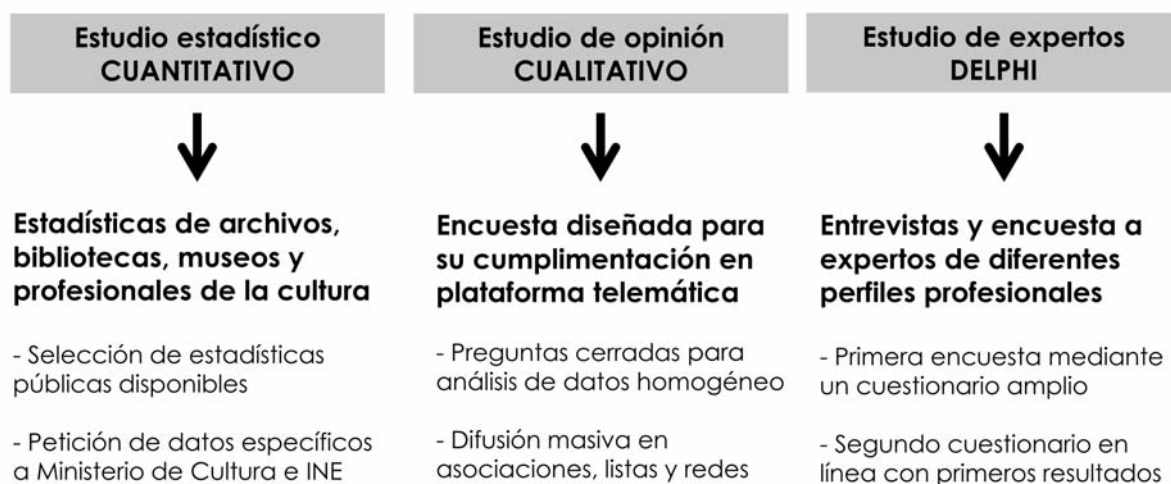 Estudio estadístico
CUANTITATIVO
Estadísticas de archivos,
bibliotecas, museos y
profesionales de la cultura
- Selección de estadísticas
públicas disponibles
- Petición de datos específicos
a Ministerio de Cultura e INE
Estudio de opinión
CUALITATIVO
Encuesta diseñada para
su cumplimentación en
plataforma telemática
- Preguntas cerradas para
análisis de datos homogéneo
- Difusión masiva en
asociaciones, listas y redes
Estudio de expertos
DELPHI
Entrevistas y encuesta a
expertos de diferentes
perfiles profesionales
- Primera encuesta mediante
un cuestionario amplio
- Segundo cuestionario en
línea con primeros resultados